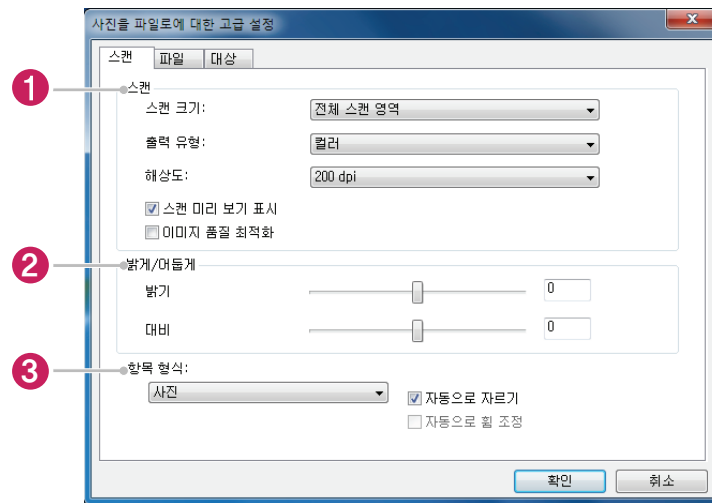 사진을 파일로에 대한 고급 설정
x
스캔 파일 대상
1 스캔
스캔 크기: 전체 스캔 영역
출력 유형: 컬러
해상도: 200 dpi
스캔 미리 보기 표시
이미지 품질 최적화
2 밝게/어둡게
밝기 0
대비 0
3 항목 형식:
사진 자동으로 자르기
자동으로 휨 조정
확인 취소